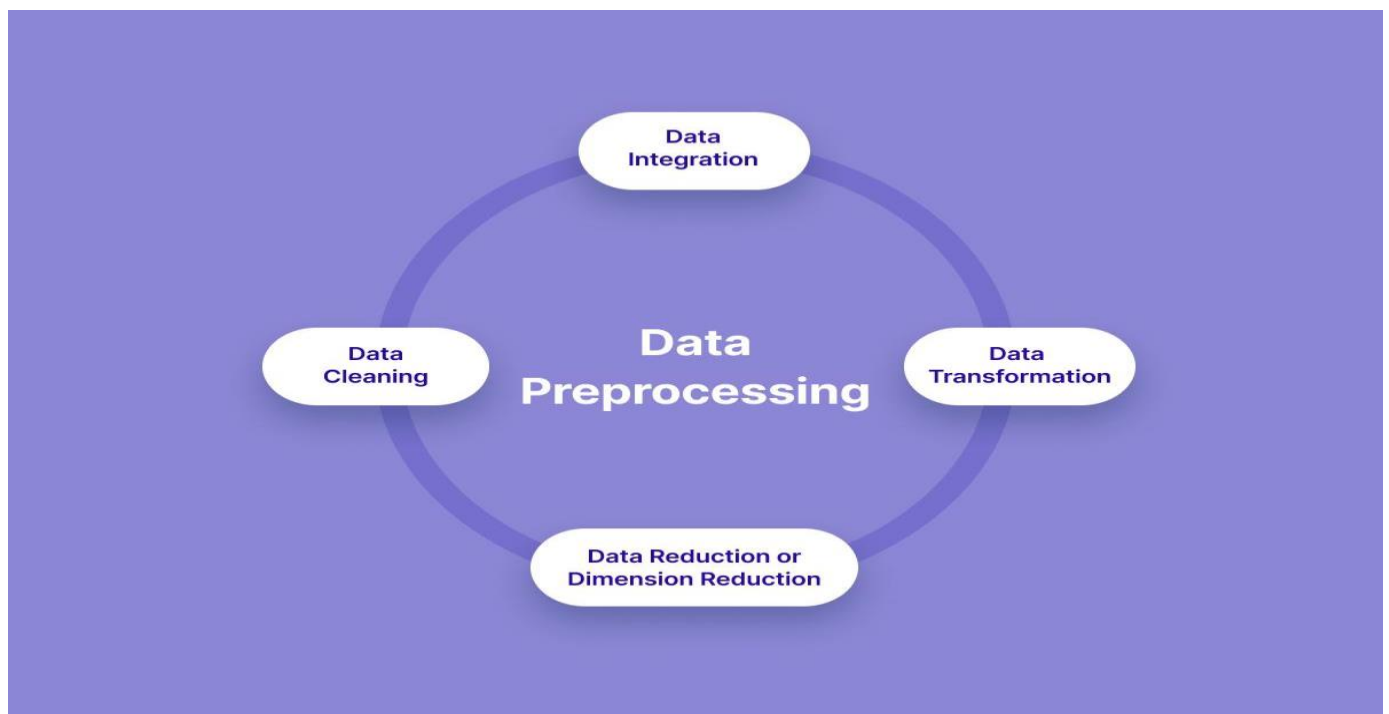 Data
Integration
Data
Cleaning
Data
Preprocessing
Data
Transformation
Data Reduction or
Dimension Reduction